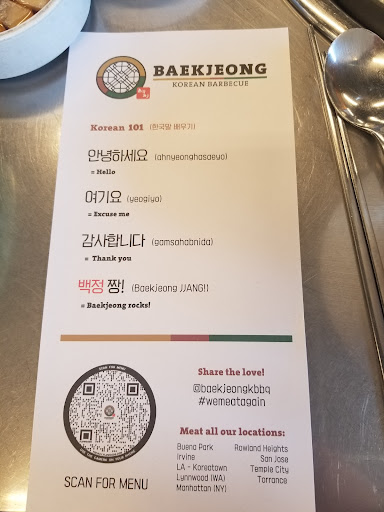 BAEKJEONG
KOREAN BARBECUE
Korean 101 (한국말 배우기)
안녕하세요 (ahnyeonghasaeyo)
= Hello
여기요 (yeogiyo)
= Excuse me
감사합니다 (gamsahabnida)
= Thank you
백정 짱! (Baekjeong JJANG!)
= Baekjeong rocks!
SCAN FOR MENU
Share the love!
@baekjeongkbbq
#wemeatagain
Meat all our locations:
Buena Park
Irvine
LA - Koreatown
Lynnwood (WA)
Manhattan (NY)
Rowland Heights
San Jose
Temple City
Torrance